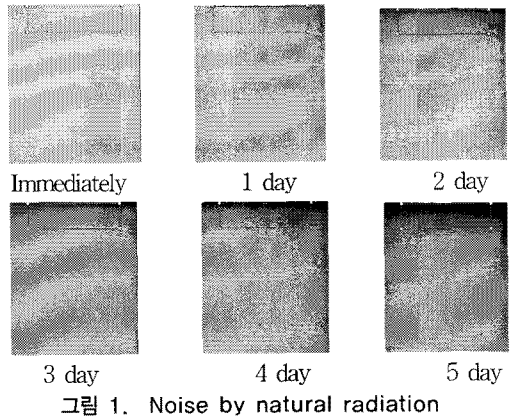 Immediately 1 day 2 day
3 day 4 day 5 day
그림 1. Noise by natural radiation